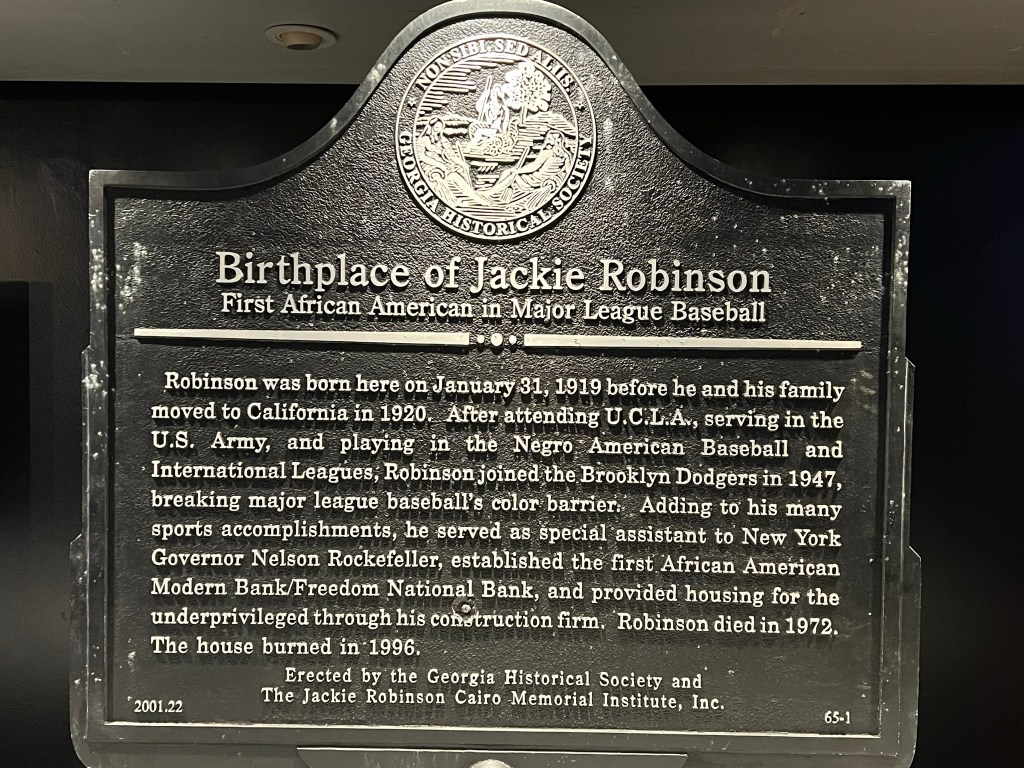 NON SIBI, SED ALIIS.
GEORGIA HISTORICAL SOCIETY
Birthplace of Jackie Robinson
First African American in Major League Baseball
Robinson was born here on January 31, 1919 before he and his family
moved to California in 1920. After attending U.C.L.A., serving in the
U.S. Army, and playing in the Negro American Baseball and
International Leagues, Robinson joined the Brooklyn Dodgers in 1947,
breaking major league baseball's color barrier. Adding to his many
sports accomplishments, he served as special assistant to New York
Governor Nelson Rockefeller, established the first African American
Modern Bank/Freedom National Bank, and provided housing for the
underprivileged through his construction firm. Robinson died in 1972.
The house burned in 1996.
Erected by the Georgia Historical Society and
The Jackie Robinson Cairo Memorial Institute, Inc.
2001.22
65-1